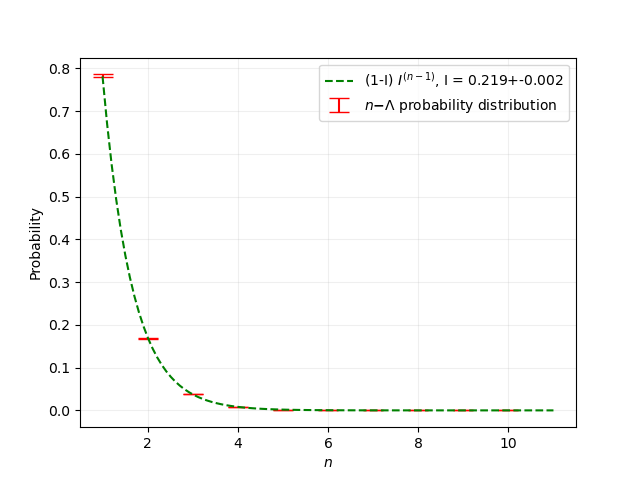 0.8
0.7
0.6
0.5
0.4
0.3
0.2
0.1
0.0
Probability
(1-I) I^(n−1), I = 0.219+-0.002
n−Λ probability distribution
2 4 6 8 10
n